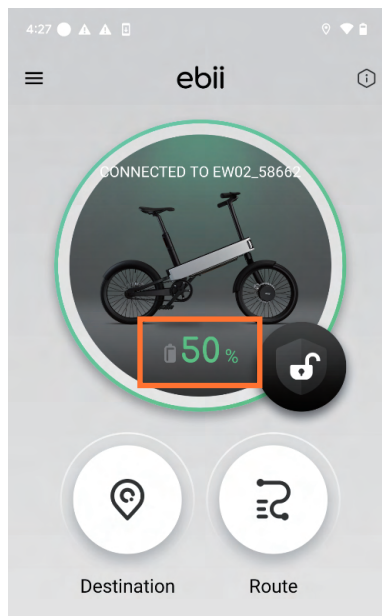 4:27
ebii
CONNECTED TO EW02_58662
50 %
Destination
Route